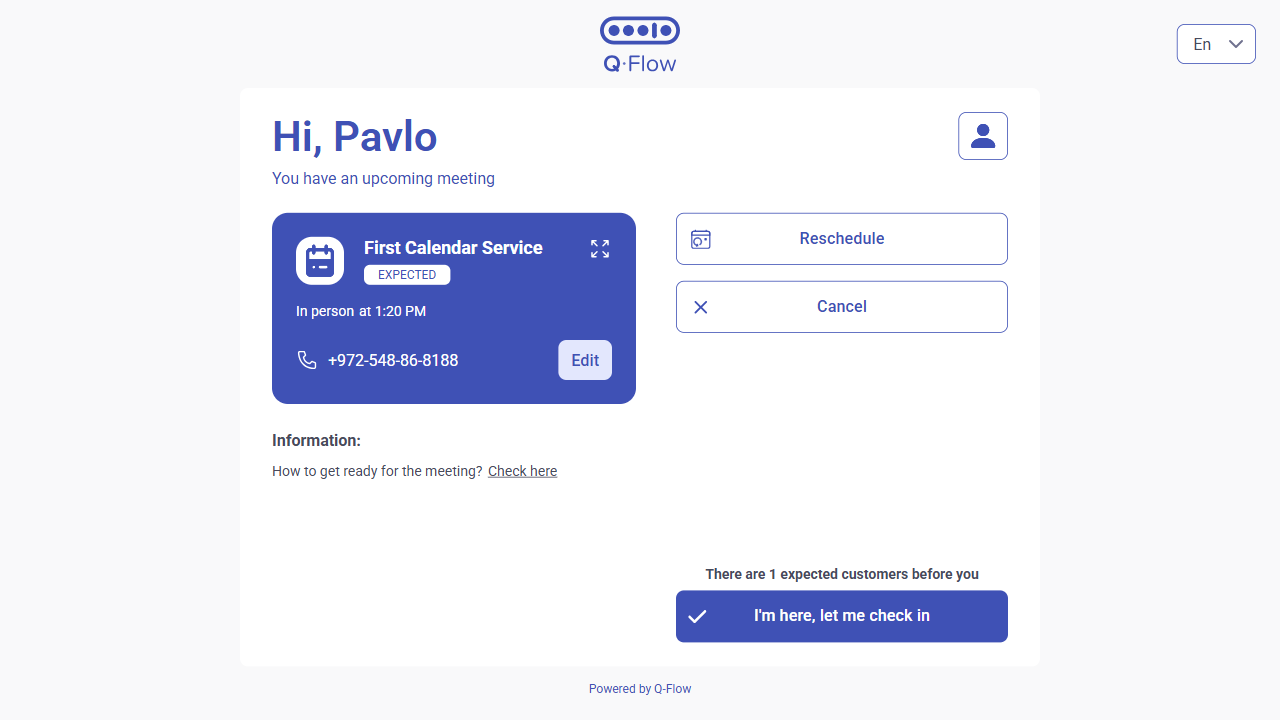 Q·Flow
En
Hi, Pavlo
You have an upcoming meeting
First Calendar Service
EXPECTED
In person at 1:20 PM
+972-548-86-8188
Edit
Reschedule
Cancel
Information:
How to get ready for the meeting? Check here
There are 1 expected customers before you
I'm here, let me check in
Powered by Q-Flow